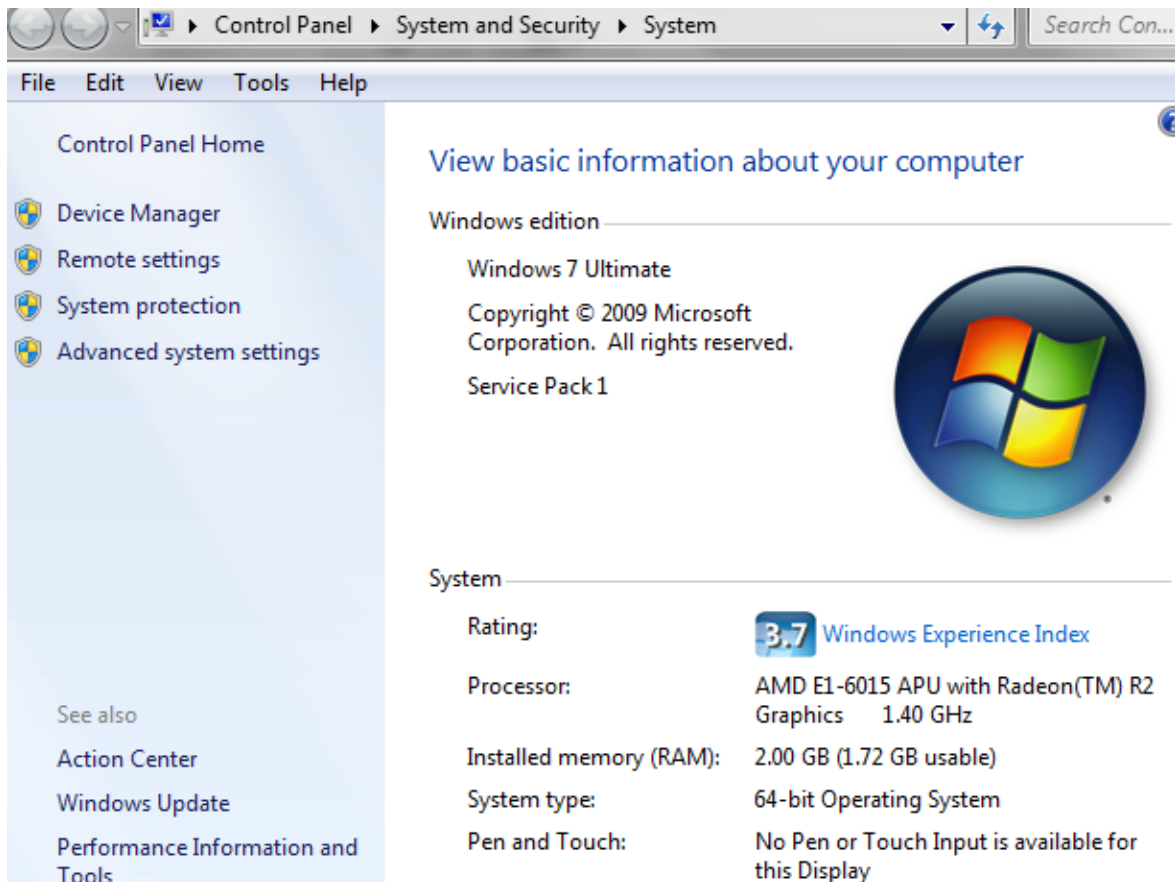 Control Panel ▸ System and Security ▸ System
Search Con...
File Edit View Tools Help
Control Panel Home
Device Manager
Remote settings
System protection
Advanced system settings
See also
Action Center
Windows Update
Performance Information and
Tools
View basic information about your computer
Windows edition
Windows 7 Ultimate
Copyright © 2009 Microsoft
Corporation. All rights reserved.
Service Pack 1
System
Rating:
3.7 Windows Experience Index
Processor:
AMD E1-6015 APU with Radeon(TM) R2
Graphics 1.40 GHz
Installed memory (RAM):
2.00 GB (1.72 GB usable)
System type:
64-bit Operating System
Pen and Touch:
No Pen or Touch Input is available for
this Display